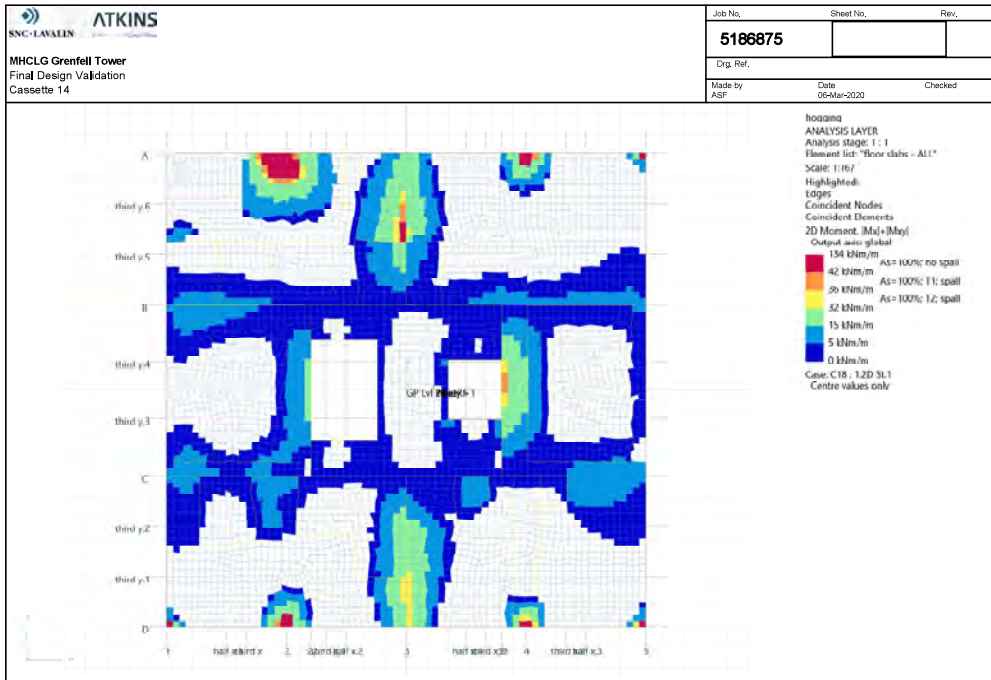 SNC•LAVALIN
ATKINS
MHCLG Grenfell Tower
Final Design Validation
Cassette 14
Job No.
Sheet No.
Rev.
5186875
Drg. Ref.
Made by
Date
Checked
ASF
06-Mar-2020
hogging
ANALYSIS LAYER
Analysis stage: 1 : 1
Element list: "floor slabs - ALL"
Scale: 1:167
Highlighted:
Edges
Coincident Nodes
Coincident Elements
2D Moment, |Mx|+|Mxy|
Output axis: global
134 kNm/m
As=100%; no spall
42 kNm/m
As=100%; T1; spall
36 kNm/m
As=100%; T2; spall
32 kNm/m
15 kNm/m
5 kNm/m
0 kNm/m
Case: C18 : 1.2D St.1
Centre values only
A
third y.6
third y.5
B
third y.4
GP Lvl
third y.3
C
third y.2
third y.1
D
1
2
3
4
5